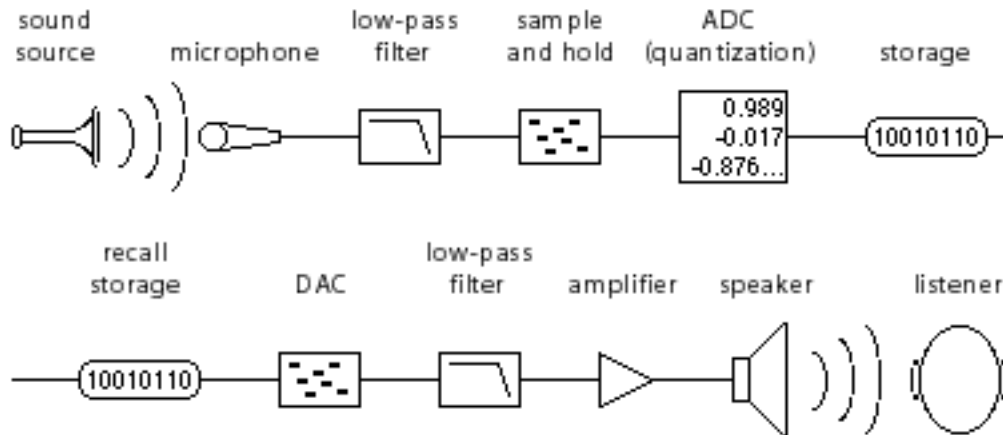 sound
source
microphone
low-pass
filter
sample
and hold
ADC
(quantization)
storage
0.989
-0.017
-0.876...
10010110
recall
storage
DAC
low-pass
filter
amplifier
speaker
listener
10010110